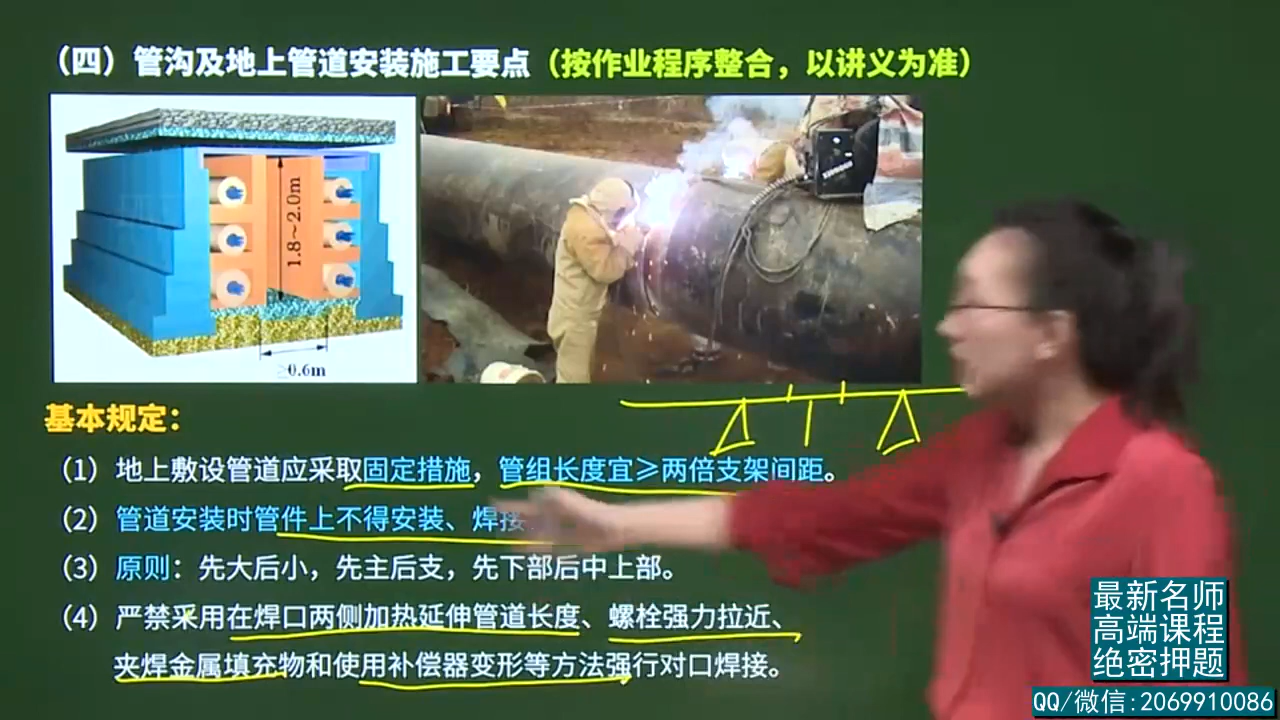 （四）管沟及地上管道安装施工要点（按作业程序整合，以讲义为准）
1.8～2.0m
≥0.6m
基本规定：
（1）地上敷设管道应采取固定措施，管组长度宜≥两倍支架间距。
（2）管道安装时管件上不得安装、焊接
（3）原则：先大后小，先主后支，先下部后中上部。
（4）严禁采用在焊口两侧加热延伸管道长度、螺栓强力拉近、
夹焊金属填充物和使用补偿器变形等方法强行对口焊接。
最新名师
高端课程
绝密押题
QQ/微信:2069910086